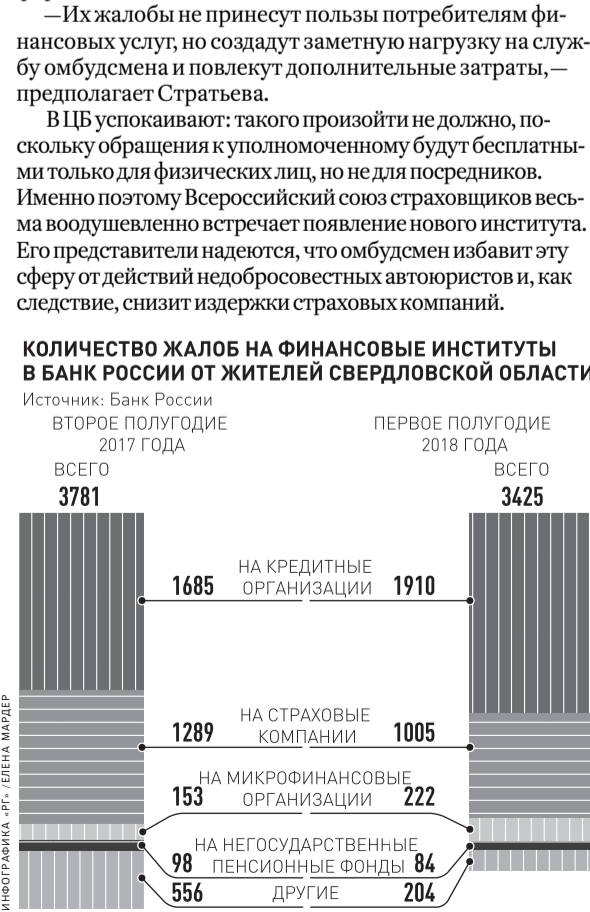 —Их жалобы не принесут пользы потребителям фи-
нансовых услуг, но создадут заметную нагрузку на служ-
бу омбудсмена и повлекут дополнительные затраты,—
предполагает Стратьева.
В ЦБ успокаивают: такого произойти не должно, по-
скольку обращения к уполномоченному будут бесплатны-
ми только для физических лиц, но не для посредников.
Именно поэтому Всероссийский союз страховщиков весь-
ма воодушевленно встречает появление нового института.
Его представители надеются, что омбудсмен избавит эту
сферу от действий недобросовестных автоюристов и, как
следствие, снизит издержки страховых компаний.
КОЛИЧЕСТВО ЖАЛОБ НА ФИНАНСОВЫЕ ИНСТИТУТЫ
В БАНК РОССИИ ОТ ЖИТЕЛЕЙ СВЕРДЛОВСКОЙ ОБЛАСТИ
Источник: Банк России
ВТОРОЕ ПОЛУГОДИЕ
2017 ГОДА
ВСЕГО
3781
ПЕРВОЕ ПОЛУГОДИЕ
2018 ГОДА
ВСЕГО
3425
НА КРЕДИТНЫЕ
1685 ОРГАНИЗАЦИИ 1910
НА СТРАХОВЫЕ
1289 КОМПАНИИ 1005
НА МИКРОФИНАНСОВЫЕ
153 ОРГАНИЗАЦИИ 222
НА НЕГОСУДАРСТВЕННЫЕ
98 ПЕНСИОННЫЕ ФОНДЫ 84
556 ДРУГИЕ 204
ИНФОГРАФИКА «РГ» / ЕЛЕНА МАРДЕР